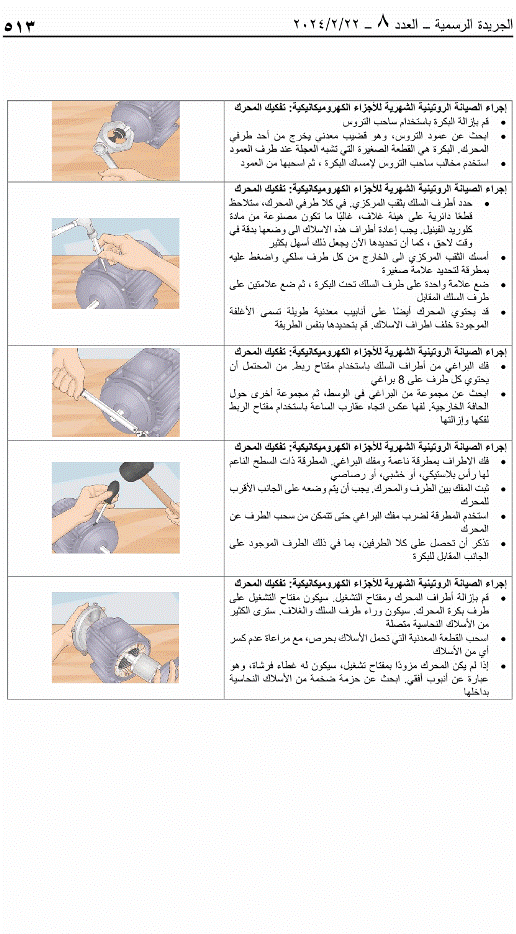 الجريدة الرسمية – العدد ٨ – ٢٠٢٤/٢/٢٢
٥١٣
إجراء الصيانة الروتينية الشهرية للأجزاء الكهروميكانيكية: تفكيك المحرك
• قم بإزالة البكرة باستخدام ساحب التروس
• ابحث عن عمود التروس، وهو قضيب معدني يخرج من أحد طرفي
المحرك. البكرة هي القطعة الصغيرة التي تشبه العجلة عند طرف العمود
• استخدم مخالب ساحب التروس لإمساك البكرة ، ثم اسحبها من العمود
إجراء الصيانة الروتينية الشهرية للأجزاء الكهروميكانيكية: تفكيك المحرك
• حدد أطرف السلك بثقب المركزي. في كلا طرفي المحرك، ستلاحظ
قطعًا دائرية على هيئة غلاف، غالبًا ما تكون مصنوعة من مادة
كلوريد الفينيل. يجب إعادة أطراف هذه الاسلاك الى وضعها بدقة في
وقت لاحق ، كما أن تحديدها الآن يجعل ذلك أسهل بكثير
• أمسك الثقب المركزي الى الخارج من كل طرف سلكي واضغط عليه
بمطرقة لتحديد علامة صغيرة
• ضع علامة واحدة على طرف السلك تحت البكرة ، ثم ضع علامتين على
طرف السلك المقابل
• قد يحتوي المحرك أيضًا على أنابيب معدنية طويلة تسمى الأغلفة
الموجودة خلف اطراف الاسلاك. قم بتحديدها بنفس الطريقة
إجراء الصيانة الروتينية الشهرية للأجزاء الكهروميكانيكية: تفكيك المحرك
• فك البراغي من أطراف السلك باستخدام مفتاح ربط. من المحتمل أن
يحتوي كل طرف على 8 براغي
• ابحث عن مجموعة من البراغي في الوسط، ثم مجموعة أخرى حول
الحافة الخارجية. لفها عكس اتجاه عقارب الساعة باستخدام مفتاح الربط
لفكها وإزالتها
إجراء الصيانة الروتينية الشهرية للأجزاء الكهروميكانيكية: تفكيك المحرك
• فك الاطراف بمطرقة ناعمة ومفك البراغي. المطرقة ذات السطح الناعم
لها رأس بلاستيكي، أو خشبي، أو رصاصي
• ثبت المفك بين الطرف والمحرك. يجب أن يتم وضعه على الجانب الأقرب
للمحرك
• استخدم المطرقة لضرب مفك البراغي حتى تتمكن من سحب الطرف عن
المحرك
• تذكر أن تحصل على كلا الطرفين، بما في ذلك الطرف الموجود على
الجانب المقابل للبكرة
إجراء الصيانة الروتينية الشهرية للأجزاء الكهروميكانيكية: تفكيك المحرك
• قم بإزالة أطراف المحرك ومفتاح التشغيل. سيكون مفتاح التشغيل على
طرف بكرة المحرك. سيكون وراء طرف السلك والغلاف. سترى الكثير
من الأسلاك النحاسية متصلة
• اسحب القطعة المعدنية التي تحمل الأسلاك بحرص، مع مراعاة عدم كسر
أي من الأسلاك
• إذا لم يكن المحرك مزودًا بمفتاح تشغيل، سيكون له غطاء فرشاة، وهو
عبارة عن أنبوب أفقي. ابحث عن حزمة ضخمة من الأسلاك النحاسية
بداخلها